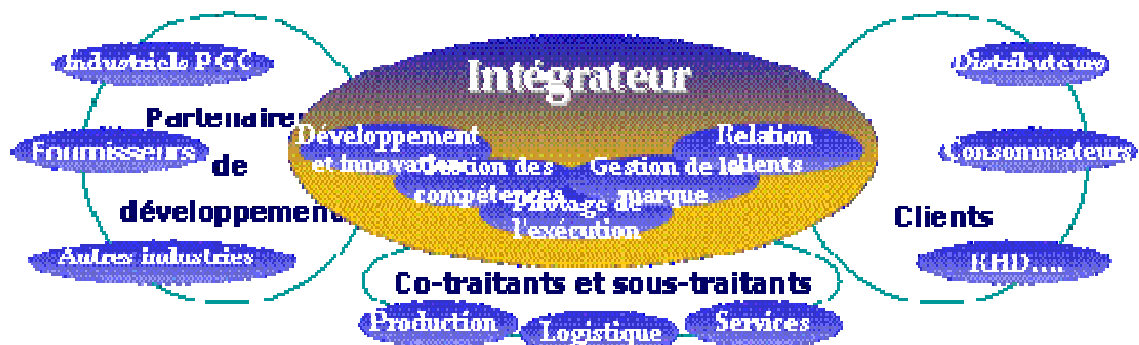 Intégrateur
Industriels PGC
Partenaires
Fournisseurs
de
développement
Autres industries
Développement
et innovation
Gestion des
compétences
Pilotage de
l'exécution
Gestion de la
marque
Relation
clients
Distributeurs
Consommateurs
Clients
RHD....
Co-traitants et sous-traitants
Production
Logistique
Services